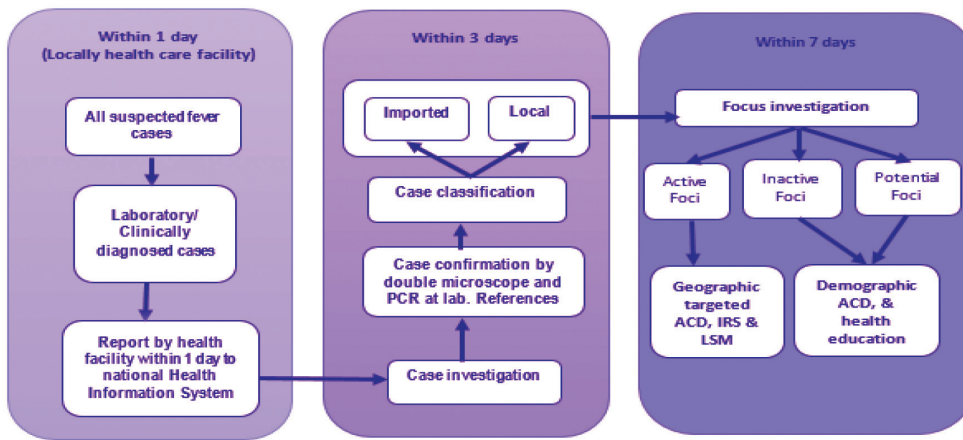 Within 1 day
(Locally health care facility)
All suspected fever
cases
Laboratory/
Clinically
diagnosed cases
Report by health
facility within 1 day to
national Health
Information System
Within 3 days
Imported
Local
Case classification
Case confirmation by
double microscope and
PCR at lab. References
Case investigation
Within 7 days
Focus investigation
Active
Foci
Inactive
Foci
Potential
Foci
Geographic
targeted
ACD, IRS &
LSM
Demographic
ACD, &
health
education